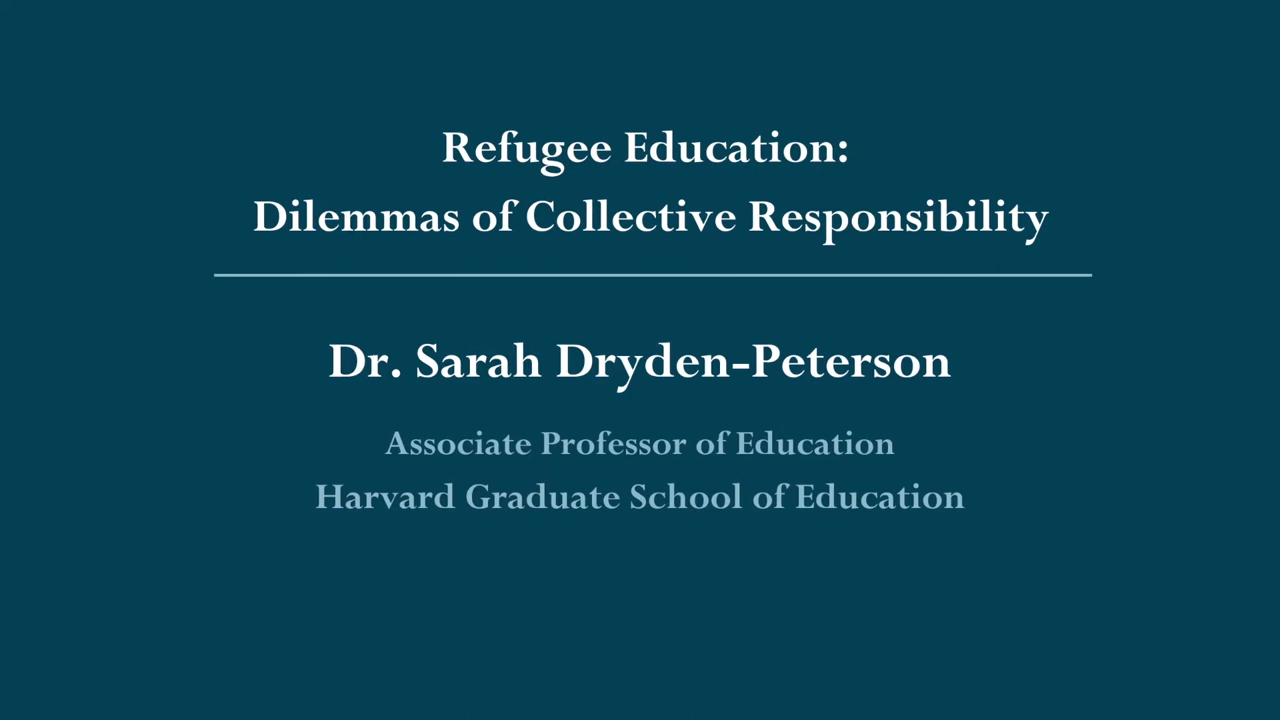 Refugee Education:
Dilemmas of Collective Responsibility
Dr. Sarah Dryden-Peterson
Associate Professor of Education
Harvard Graduate School of Education